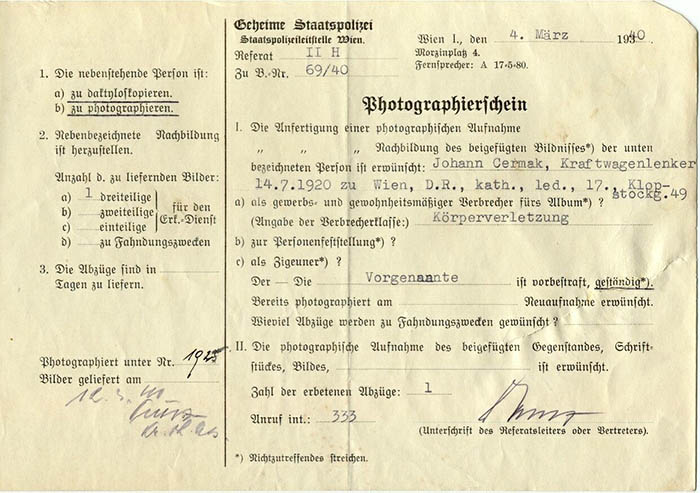 Geheime Staatspolizei
Staatspolizeileitstelle Wien.
Referat II H
Zu B.-Nr. 69/40
Wien I., den 4. März 1940
Morzinplatz 4.
Fernsprecher: A 17-5-80.
1. Die nebenstehende Person ist:
a) zu daktyloskopieren.
b) zu photographieren.
2. Nebenbezeichnete Nachbildung
ist herzustellen.
Anzahl d. zu liefernden Bilder:
a) 1 dreiteilige
b) zweiteilige
c) einteilige
für den
Erk.-Dienst
d) zu Fahndungszwecken
3. Die Abzüge sind in
Tagen zu liefern.
Photographiert unter Nr. 1925
Bilder geliefert am
Photographierschein
I. Die Anfertigung einer photographischen Aufnahme
„ „ Nachbildung des beigefügten Bildnisses*) der unten
bezeichneten Person ist erwünscht: Johann Cermak, Kraftwagenlenker
14.7.1920 zu Wien, D.R., kath., led., 17., Klop-
stockg.49
a) als gewerbs- und gewohnheitsmäßiger Verbrecher fürs Album*) ?
(Angabe der Verbrecherklasse:) Körperverletzung
b) zur Personenfeststellung*) ?
c) als Zigeuner*) ?
Der — Die Vorgenannte ist vorbestraft, geständig*).
Bereits photographiert am Neuaufnahme erwünscht.
Wieviel Abzüge werden zu Fahndungszwecken gewünscht ?
II. Die photographische Aufnahme des beigefügten Gegenstandes, Schrift-
stückes, Bildes, ist erwünscht.
Zahl der erbetenen Abzüge: 1
Anruf int.: 333
(Unterschrift des Referatsleiters oder Vertreters).
*) Nichtzutreffendes streichen.